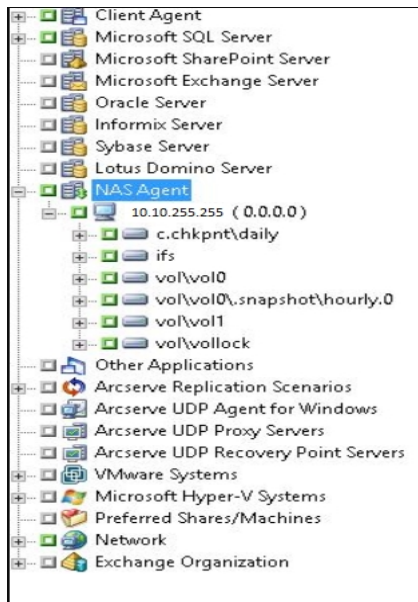 Client Agent
Microsoft SQL Server
Microsoft SharePoint Server
Microsoft Exchange Server
Oracle Server
Informix Server
Sybase Server
Lotus Domino Server
NAS Agent
10.10.255.255 ( 0.0.0.0 )
c.chkpnt\daily
ifs
vol\vol0
vol\vol0\.snapshot\hourly.0
vol\vol1
vol\vollock
Other Applications
Arcserve Replication Scenarios
Arcserve UDP Agent for Windows
Arcserve UDP Proxy Servers
Arcserve UDP Recovery Point Servers
VMware Systems
Microsoft Hyper-V Systems
Preferred Shares/Machines
Network
Exchange Organization